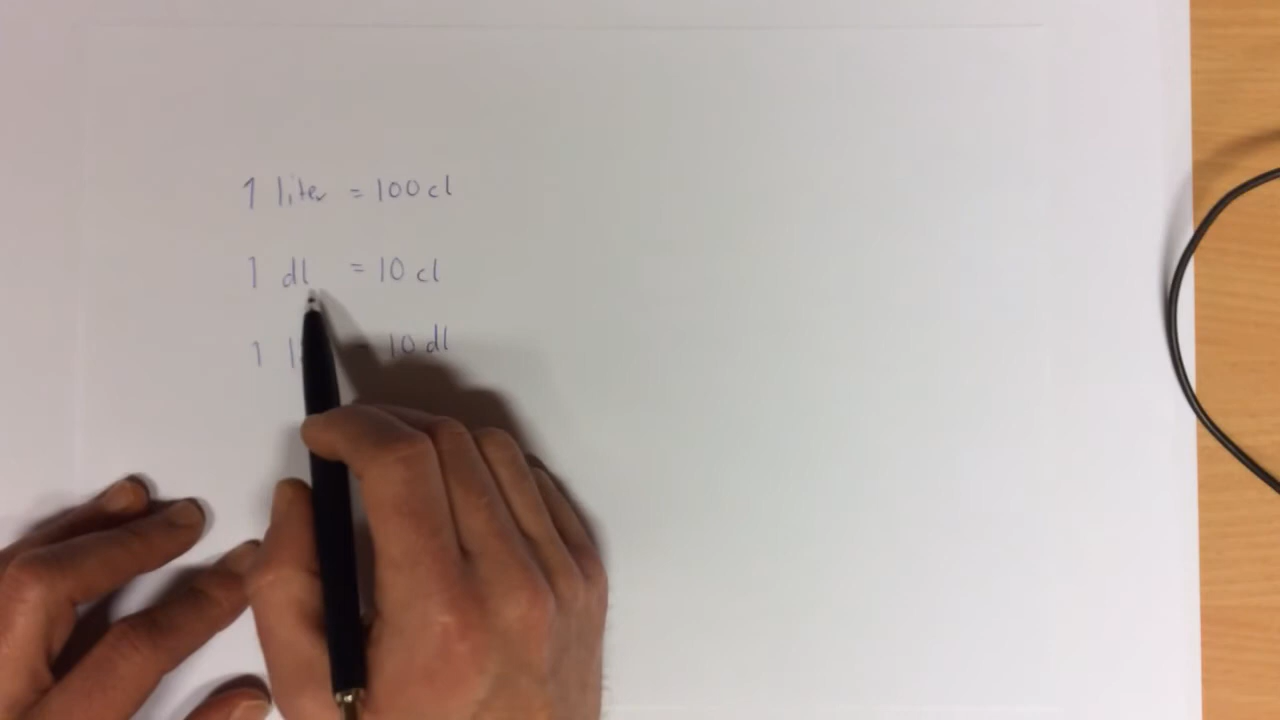 1 liter = 100 cl
1 dl = 10 cl
1 = 10 dl